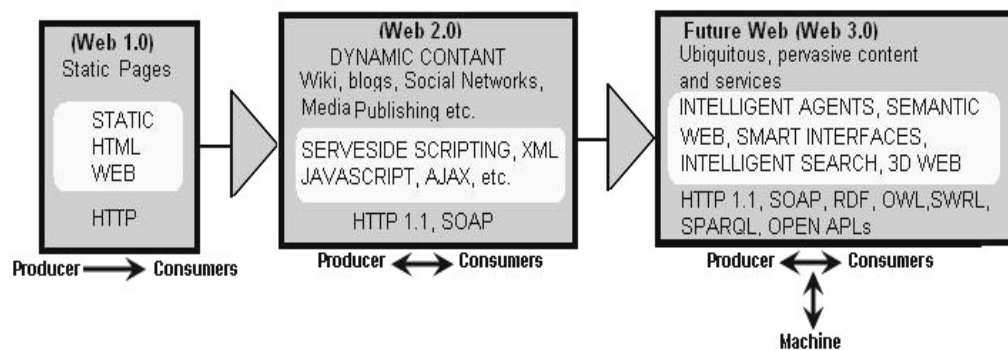 (Web 1.0)
Static Pages
STATIC
HTML
WEB
HTTP
Producer Consumers
(Web 2.0)
DYNAMIC CONTANT
Wiki, blogs, Social Networks,
Media Publishing etc.
SERVESIDE SCRIPTING, XML
JAVASCRIPT, AJAX, etc.
HTTP 1.1, SOAP
Producer Consumers
Future Web (Web 3.0)
Ubiquitous, pervasive content
and services
INTELLIGENT AGENTS, SEMANTIC
WEB, SMART INTERFACES,
INTELLIGENT SEARCH, 3D WEB
HTTP 1.1, SOAP, RDF, OWL,SWRL,
SPARQL, OPEN APLs
Producer Consumers
Machine